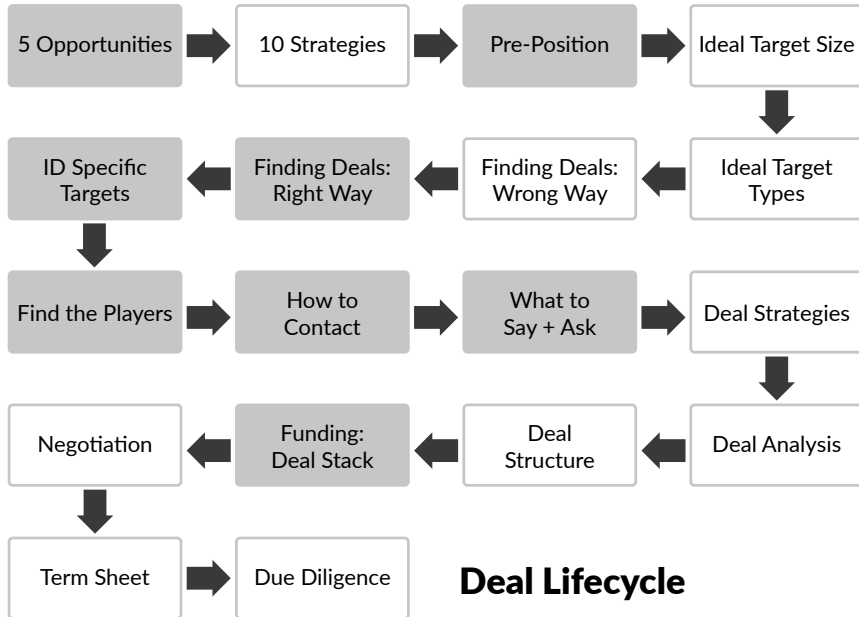 5 Opportunities
10 Strategies
Pre-Position
Ideal Target Size
Ideal Target
Types
Finding Deals:
Wrong Way
Finding Deals:
Right Way
ID Specific
Targets
Find the Players
How to
Contact
What to
Say + Ask
Deal Strategies
Deal Analysis
Deal
Structure
Funding:
Deal Stack
Negotiation
Term Sheet
Due Diligence
Deal Lifecycle